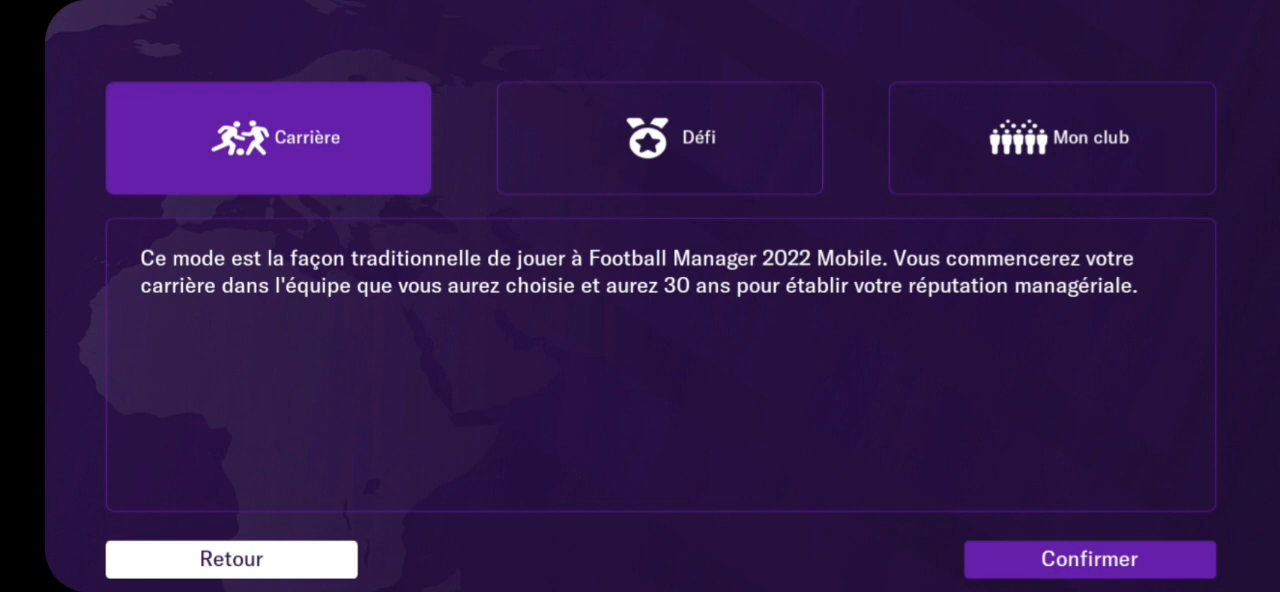 Carrière
Défi
Mon club
Ce mode est la façon traditionnelle de jouer à Football Manager 2022 Mobile. Vous commencerez votre
carrière dans l'équipe que vous aurez choisie et aurez 30 ans pour établir votre réputation managériale.
Retour
Confirmer